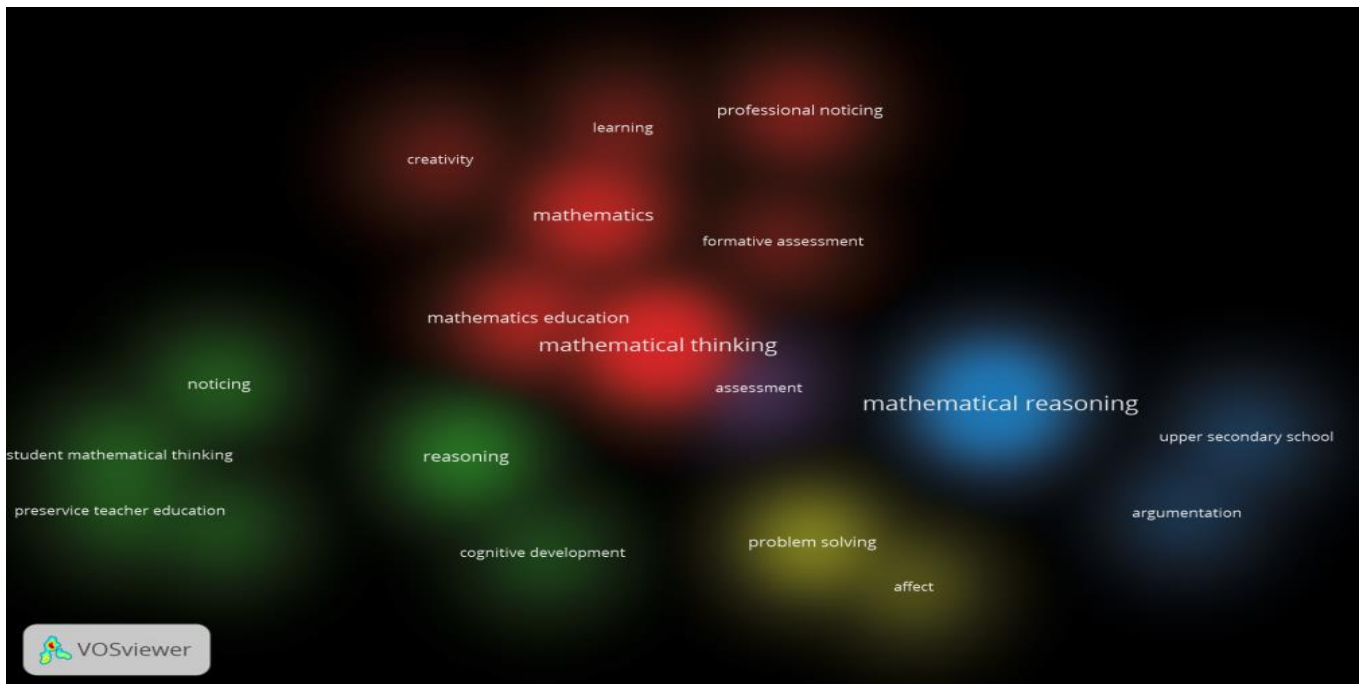 professional noticing
learning
creativity
mathematics
formative assessment
mathematics education
mathematical thinking
noticing
assessment
mathematical reasoning
upper secondary school
student mathematical thinking
reasoning
preservice teacher education
argumentation
problem solving
cognitive development
affect
VOSviewer